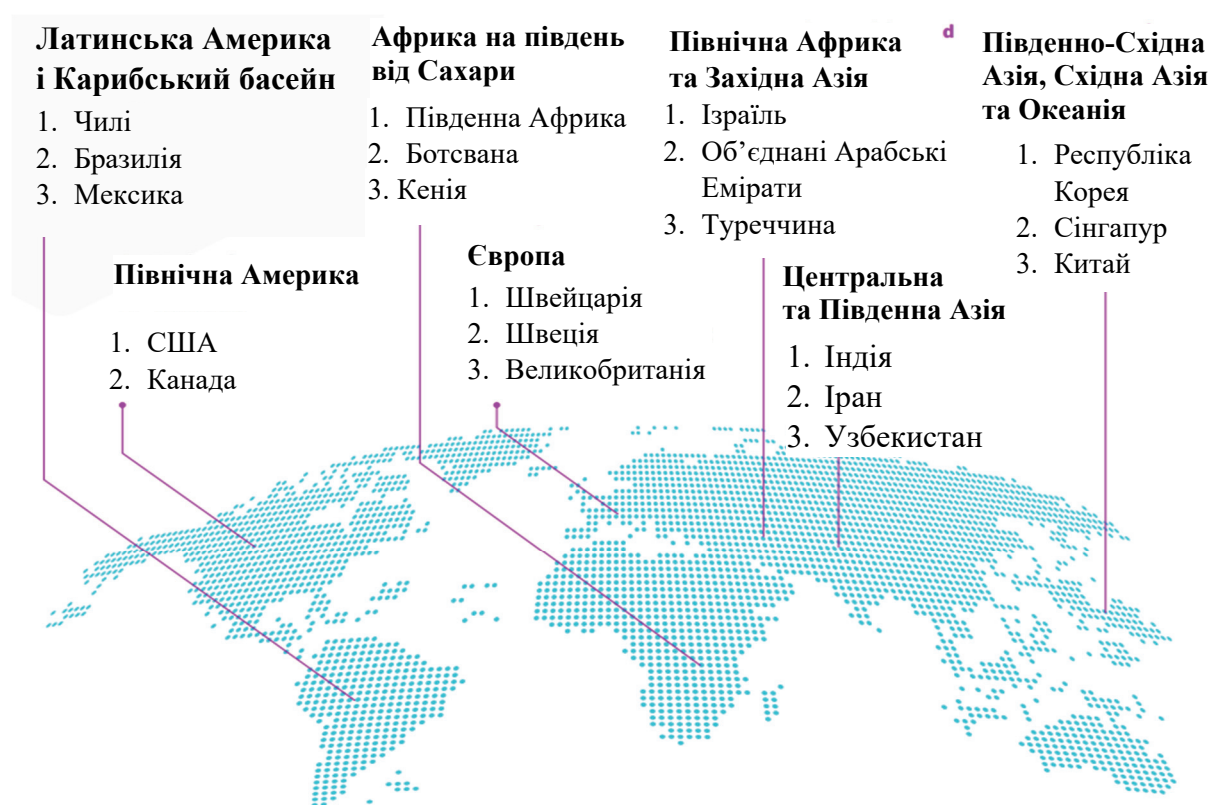 Латинська Америка
і Карибський басейн
1. Чилі
2. Бразилія
3. Мексика
Африка на південь
від Сахари
1. Південна Африка
2. Ботсвана
3. Кенія
Північна Африка
та Західна Азія
1. Ізраїль
2. Об’єднані Арабські
Емірати
3. Туреччина
d
Південно-Східна
Азія, Східна Азія
та Океанія
1. Республіка
Корея
2. Сінгапур
3. Китай
Північна Америка
1. США
2. Канада
Європа
1. Швейцарія
2. Швеція
3. Великобританія
Центральна
та Південна Азія
1. Індія
2. Іран
3. Узбекистан